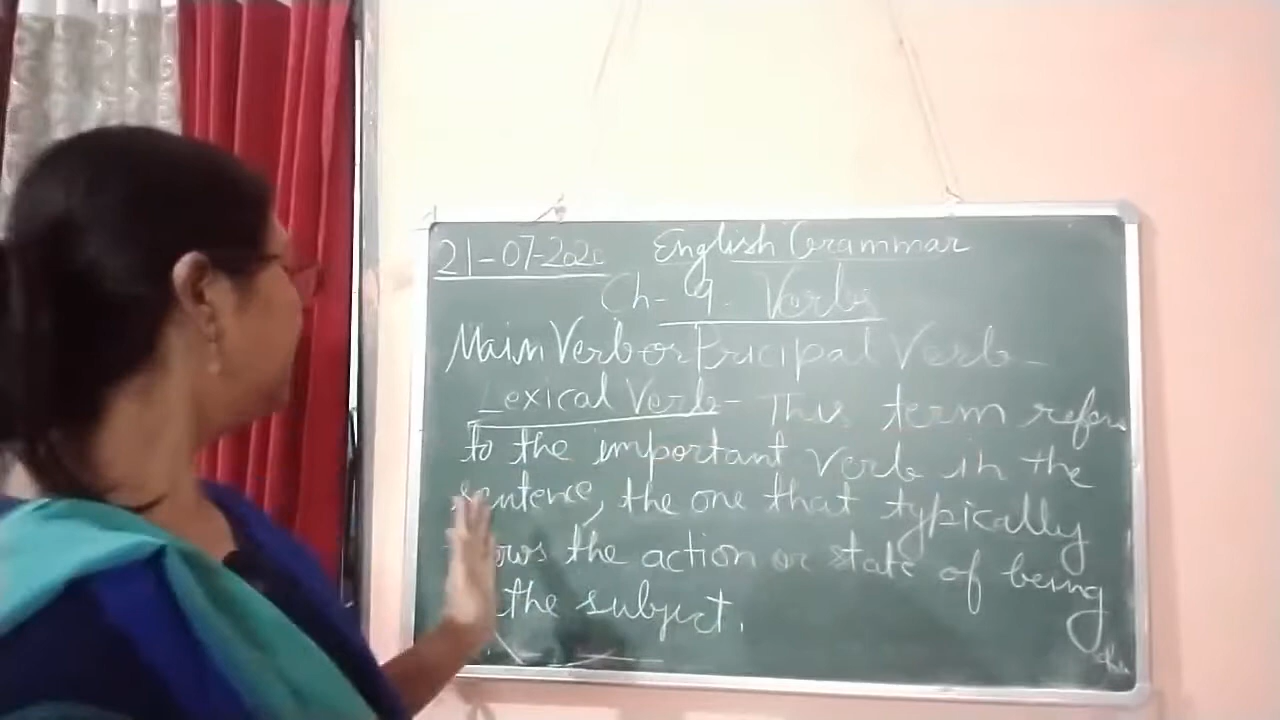 21-07-2020 English Grammar
Ch- 9- Verbs
Main Verb or Pricipal Verb-
Lexical Verb- This term refers
to the important verb in the
sentence, the one that typically
the action or state of being
the subject.